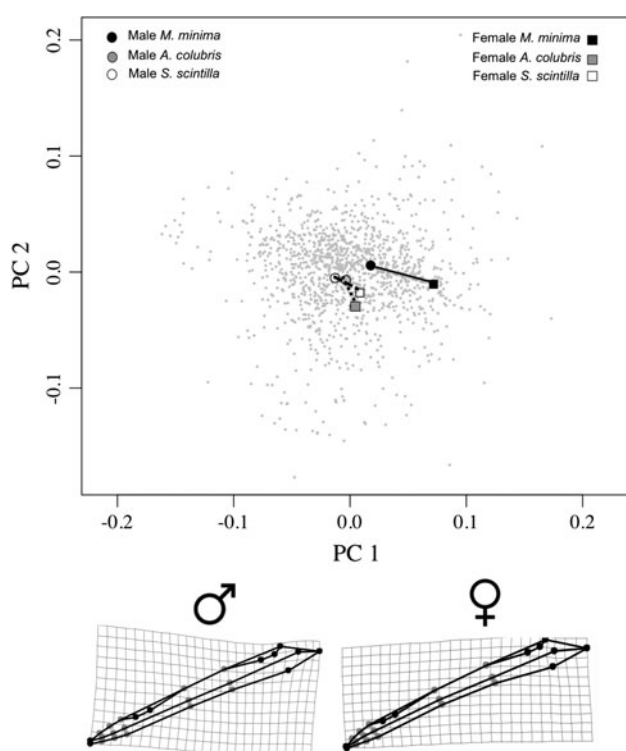 0.2
Male M. minima
Male A. colubris
Male S. scintilla
Female M. minima
Female A. colubris
Female S. scintilla
0.1
0.0
-0.1
PC 2
-0.2 -0.1 0.0 0.1 0.2
PC 1
♂ ♀